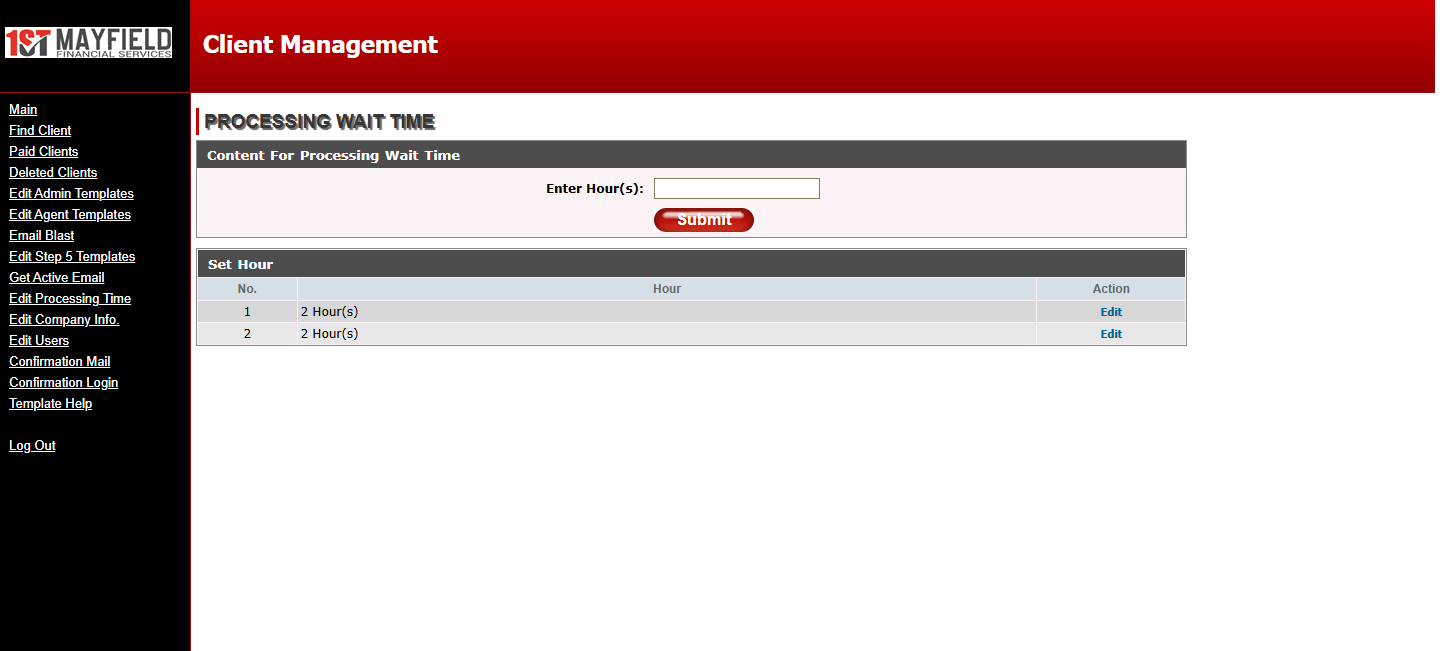 1ST MAYFIELD
FINANCIAL SERVICES
Client Management
Main
Find Client
Paid Clients
Deleted Clients
Edit Admin Templates
Edit Agent Templates
Email Blast
Edit Step 5 Templates
Get Active Email
Edit Processing Time
Edit Company Info.
Edit Users
Confirmation Mail
Confirmation Login
Template Help
Log Out
PROCESSING WAIT TIME
Content For Processing Wait Time
Enter Hour(s):
Submit
Set Hour
No. Hour Action
1 2 Hour(s) Edit
2 2 Hour(s) Edit